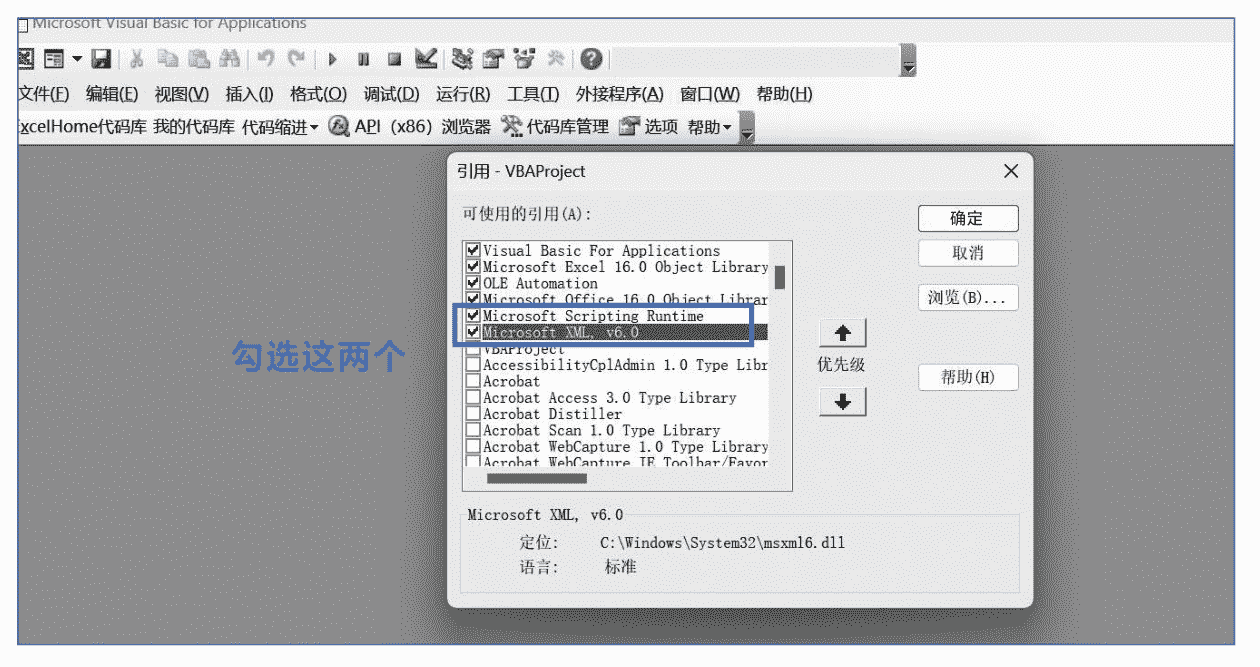 Microsoft Visual Basic for Applications
文件(F) 编辑(E) 视图(V) 插入(I) 格式(O) 调试(D) 运行(R) 工具(T) 外接程序(A) 窗口(W) 帮助(H)
xcelHome代码库 我的代码库 代码缩进 API (x86) 浏览器 代码库管理 选项 帮助
引用 - VBAProject
可使用的引用(A):
Visual Basic For Applications
Microsoft Excel 16.0 Object Library
OLE Automation
Microsoft Office 16.0 Object Librar
Microsoft Scripting Runtime
Microsoft XML, v6.0
VBAProject
AccessibilityCplAdmin 1.0 Type Libr
Acrobat
Acrobat Access 3.0 Type Library
Acrobat Distiller
Acrobat Scan 1.0 Type Library
Acrobat WebCapture 1.0 Type Library
Acrobat WebCapture IE Toolbar/Favor
确定
取消
浏览(B)...
优先级
帮助(H)
勾选这两个
Microsoft XML, v6.0
定位: C:\Windows\System32\msxml6.dll
语言: 标准